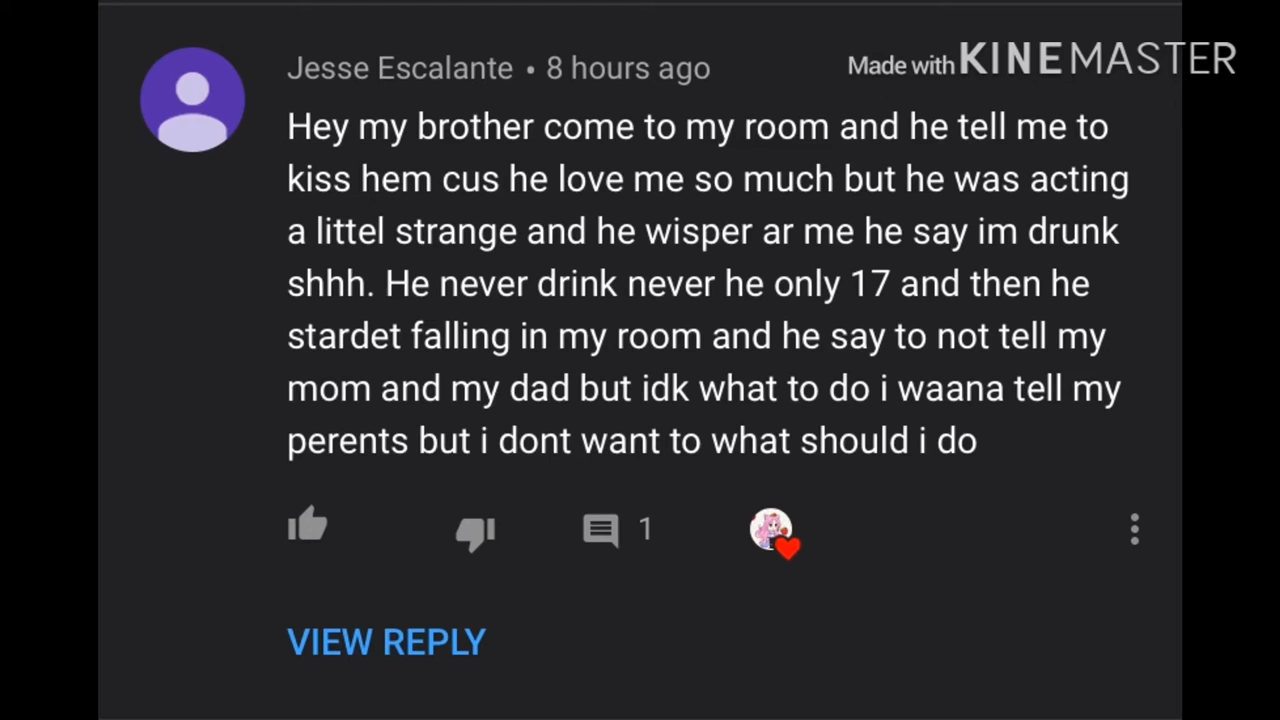 Jesse Escalante • 8 hours ago
Made with KINEMASTER
Hey my brother come to my room and he tell me to
kiss hem cus he love me so much but he was acting
a littel strange and he wisper ar me he say im drunk
shhh. He never drink never he only 17 and then he
stardet falling in my room and he say to not tell my
mom and my dad but idk what to do i waana tell my
perents but i dont want to what should i do
1
VIEW REPLY